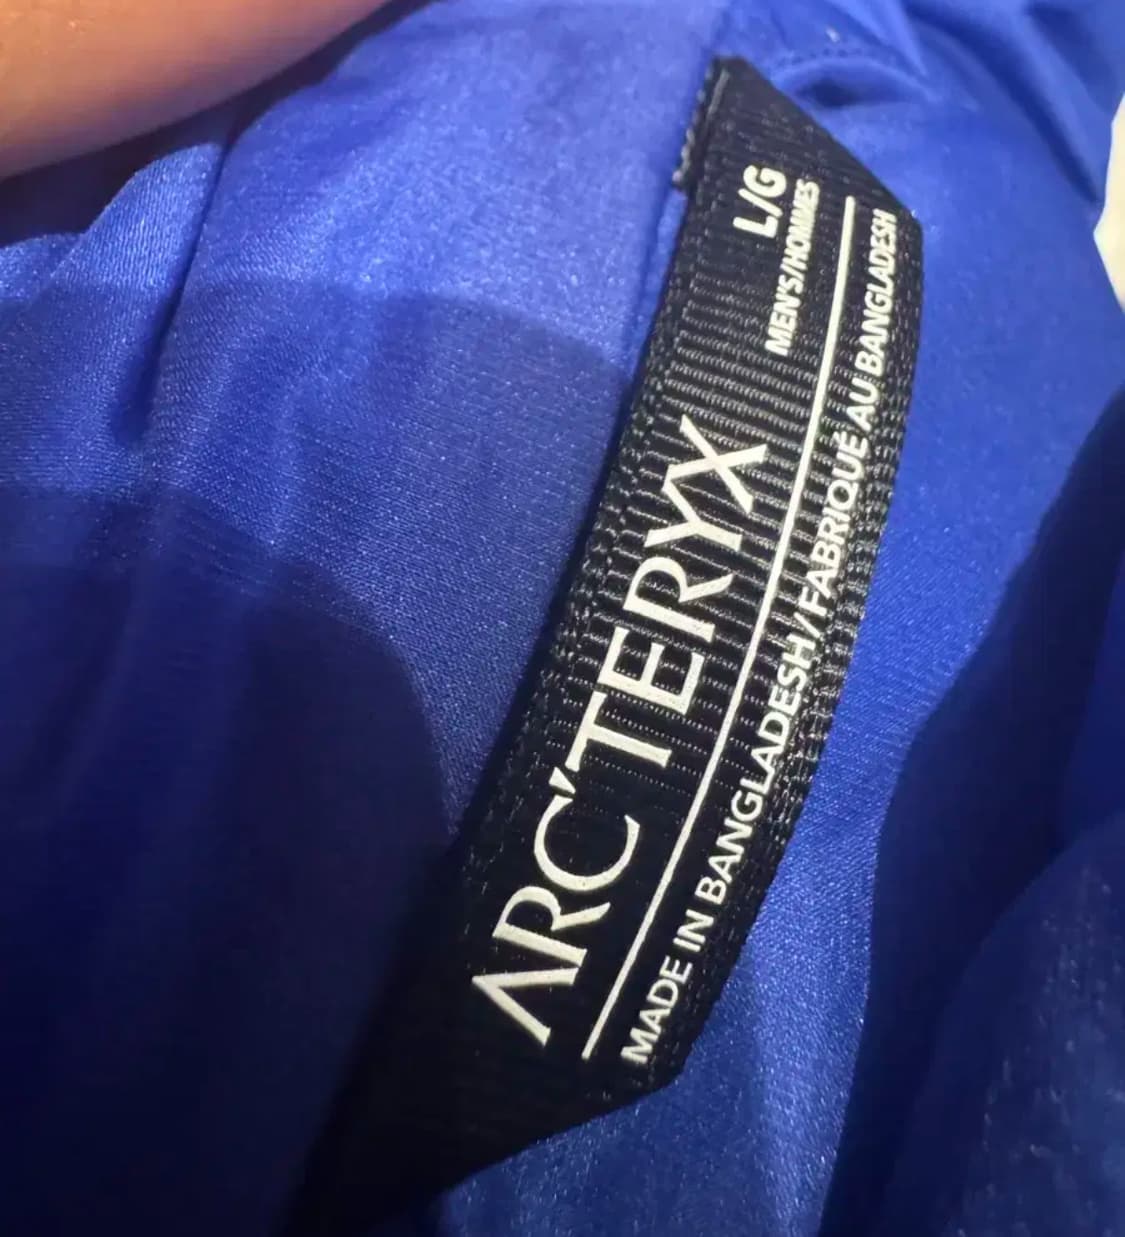 L/G
MEN'S/HOMMES
ARC'TERYX
MADE IN BANGLADESH/FABRIQUÉ AU BANGLADESH